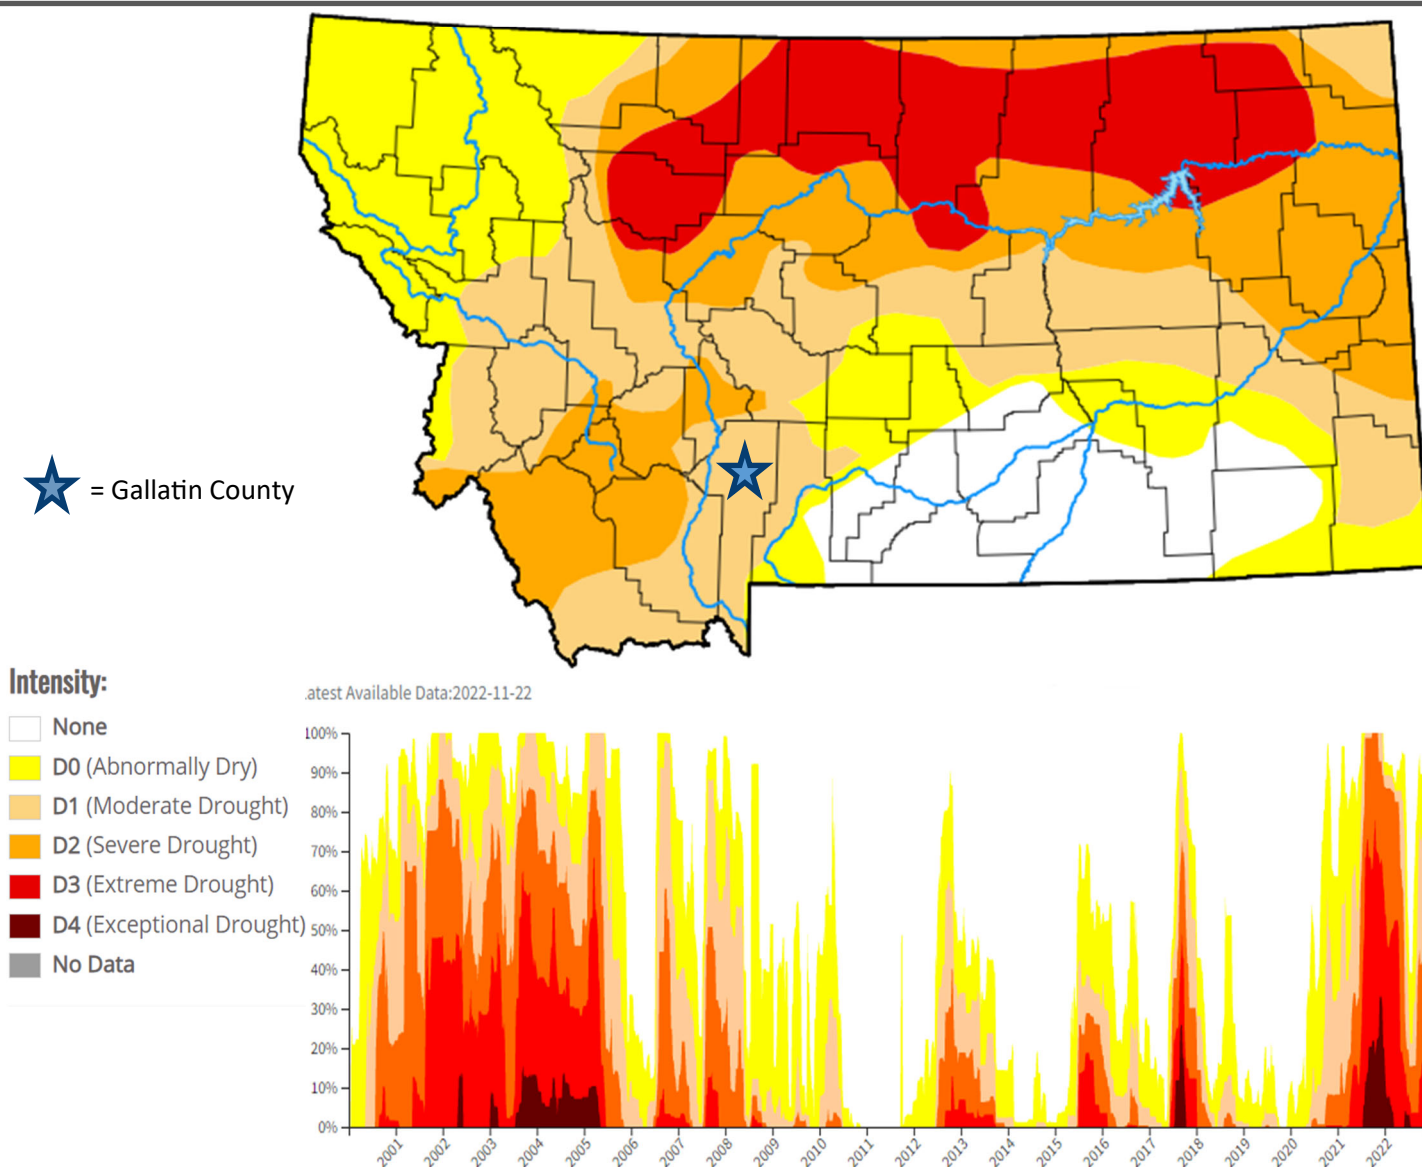 = Gallatin County
Intensity:
None
D0 (Abnormally Dry)
D1 (Moderate Drought)
D2 (Severe Drought)
D3 (Extreme Drought)
D4 (Exceptional Drought)
No Data
atest Available Data:2022-11-22
100%
90%
80%
70%
60%
50%
40%
30%
20%
10%
0%
2001 2002 2003 2004 2005 2006 2007 2008 2009 2010 2011 2012 2013 2014 2015 2016 2017 2018 2019 2020 2021 2022